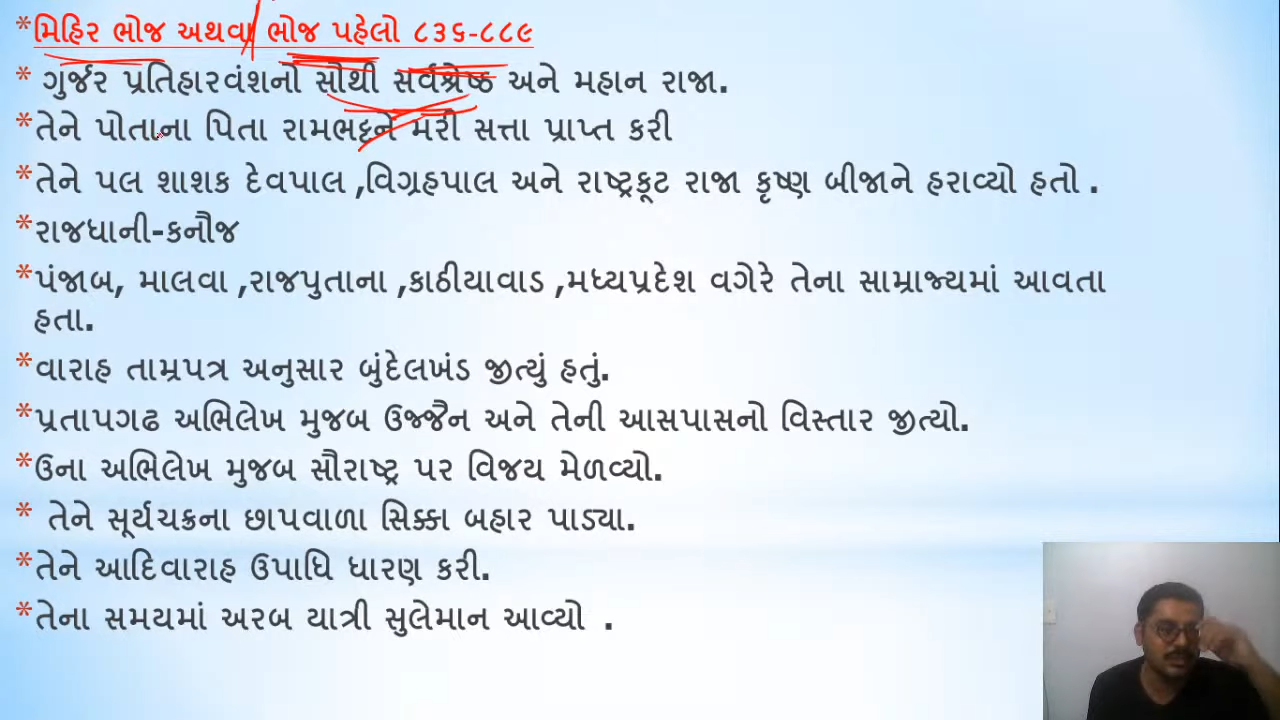 *મિહિર ભોજ અથવા ભોજ પહેલો ૮૩૬-૮૮૯
* ગુર્જર પ્રતિહારવંશનો સૌથી સર્વશ્રેષ્ઠ અને મહાન રાજા.
*તેને પોતાના પિતા રામભટ્ટને મરી સત્તા પ્રાપ્ત કરી
*તેને પલ શાશક દેવપાલ ,વિગ્રહપાલ અને રાષ્ટ્રકૂટ રાજા કૃષ્ણ બીજાને હરાવ્યો હતો .
*રાજધાની-કનૌજ
*પંજાબ, માલવા ,રાજપુતાના ,કાઠીયાવાડ ,મધ્યપ્રદેશ વગેરે તેના સામ્રાજ્યમાં આવતા
હતા.
*વારાહ તામ્રપત્ર અનુસાર બુંદેલખંડ જીત્યું હતું.
*પ્રતાપગઢ અભિલેખ મુજબ ઉજ્જૈન અને તેની આસપાસનો વિસ્તાર જીત્યો.
*ઉના અભિલેખ મુજબ સૌરાષ્ટ્ર પર વિજય મેળવ્યો.
* તેને સૂર્યચક્રના છાપવાળા સિક્કા બહાર પાડ્યા.
*તેને આદિવારાહ ઉપાધિ ધારણ કરી.
*તેના સમયમાં અરબ યાત્રી સુલેમાન આવ્યો .